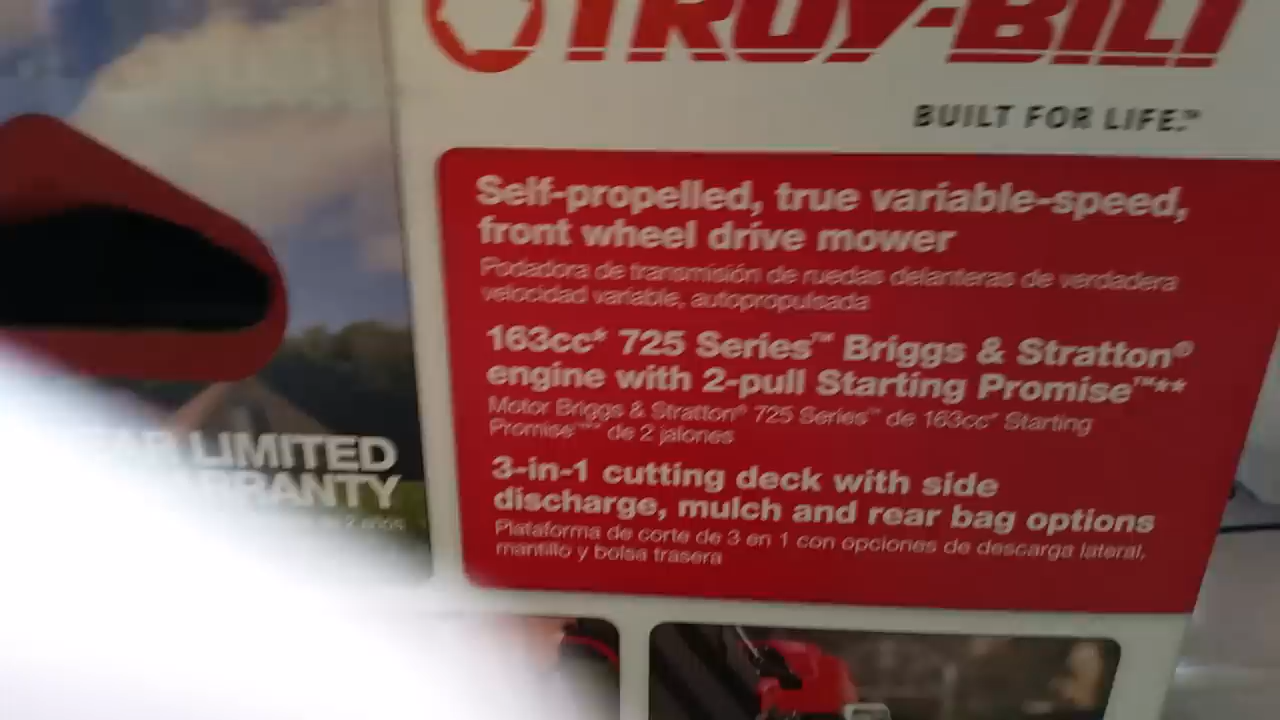 TROY-BILT
BUILT FOR LIFE.™
Self-propelled, true variable-speed,
front wheel drive mower
Podadora de transmisión de ruedas delanteras de verdadera
velocidad variable, autopropulsada
163cc* 725 Series™ Briggs & Stratton®
engine with 2-pull Starting Promise™**
Motor Briggs & Stratton® 725 Series™ de 163cc* Starting
Promise™** de 2 jalones
3-in-1 cutting deck with side
discharge, mulch and rear bag options
Plataforma de corte de 3 en 1 con opciones de descarga lateral,
mantillo y bolsa trasera
LIMITED
WARRANTY
de 2 años